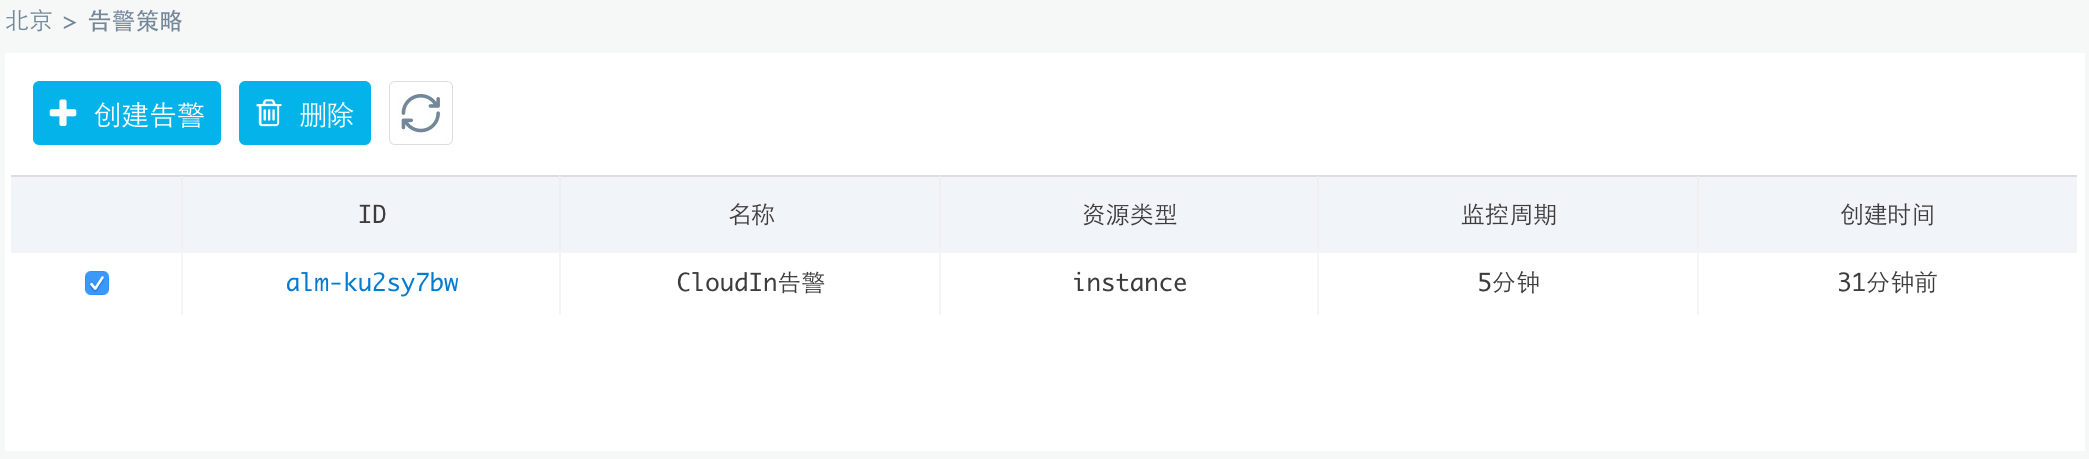 北京 > 告警策略
创建告警 删除
ID 名称 资源类型 监控周期 创建时间
alm-ku2sy7bw CloudIn告警 instance 5分钟 31分钟前